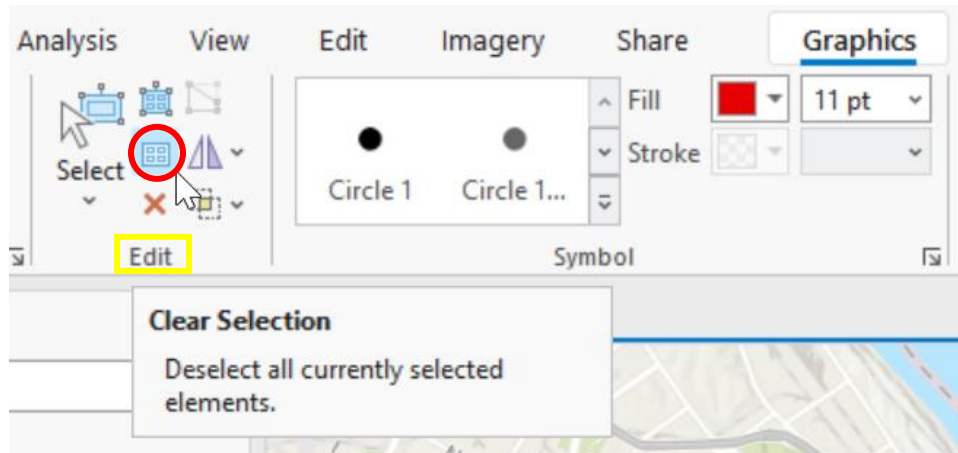 Analysis View Edit Imagery Share Graphics
Fill 11 pt
Select Stroke
Circle 1 Circle 1...
Edit Symbol
Clear Selection
Deselect all currently selected
elements.